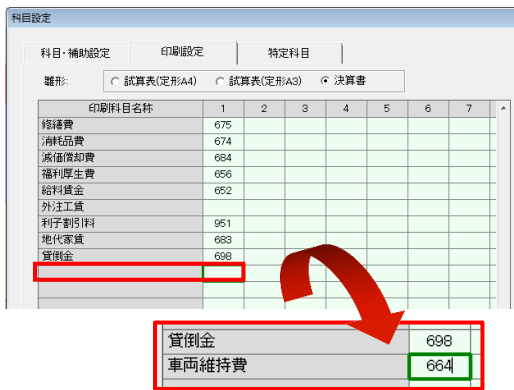 科目設定
科目・補助設定 印刷設定 特定科目
雛形: 試算表(定形A4) 試算表(定形A3) 決算書
印刷科目名称 1 2 3 4 5 6 7
修繕費 675
消耗品費 674
減価償却費 684
福利厚生費 656
給料賃金 652
外注工賃
利子割引料 951
地代家賃 683
貸倒金 698
貸倒金 698
車両維持費 664